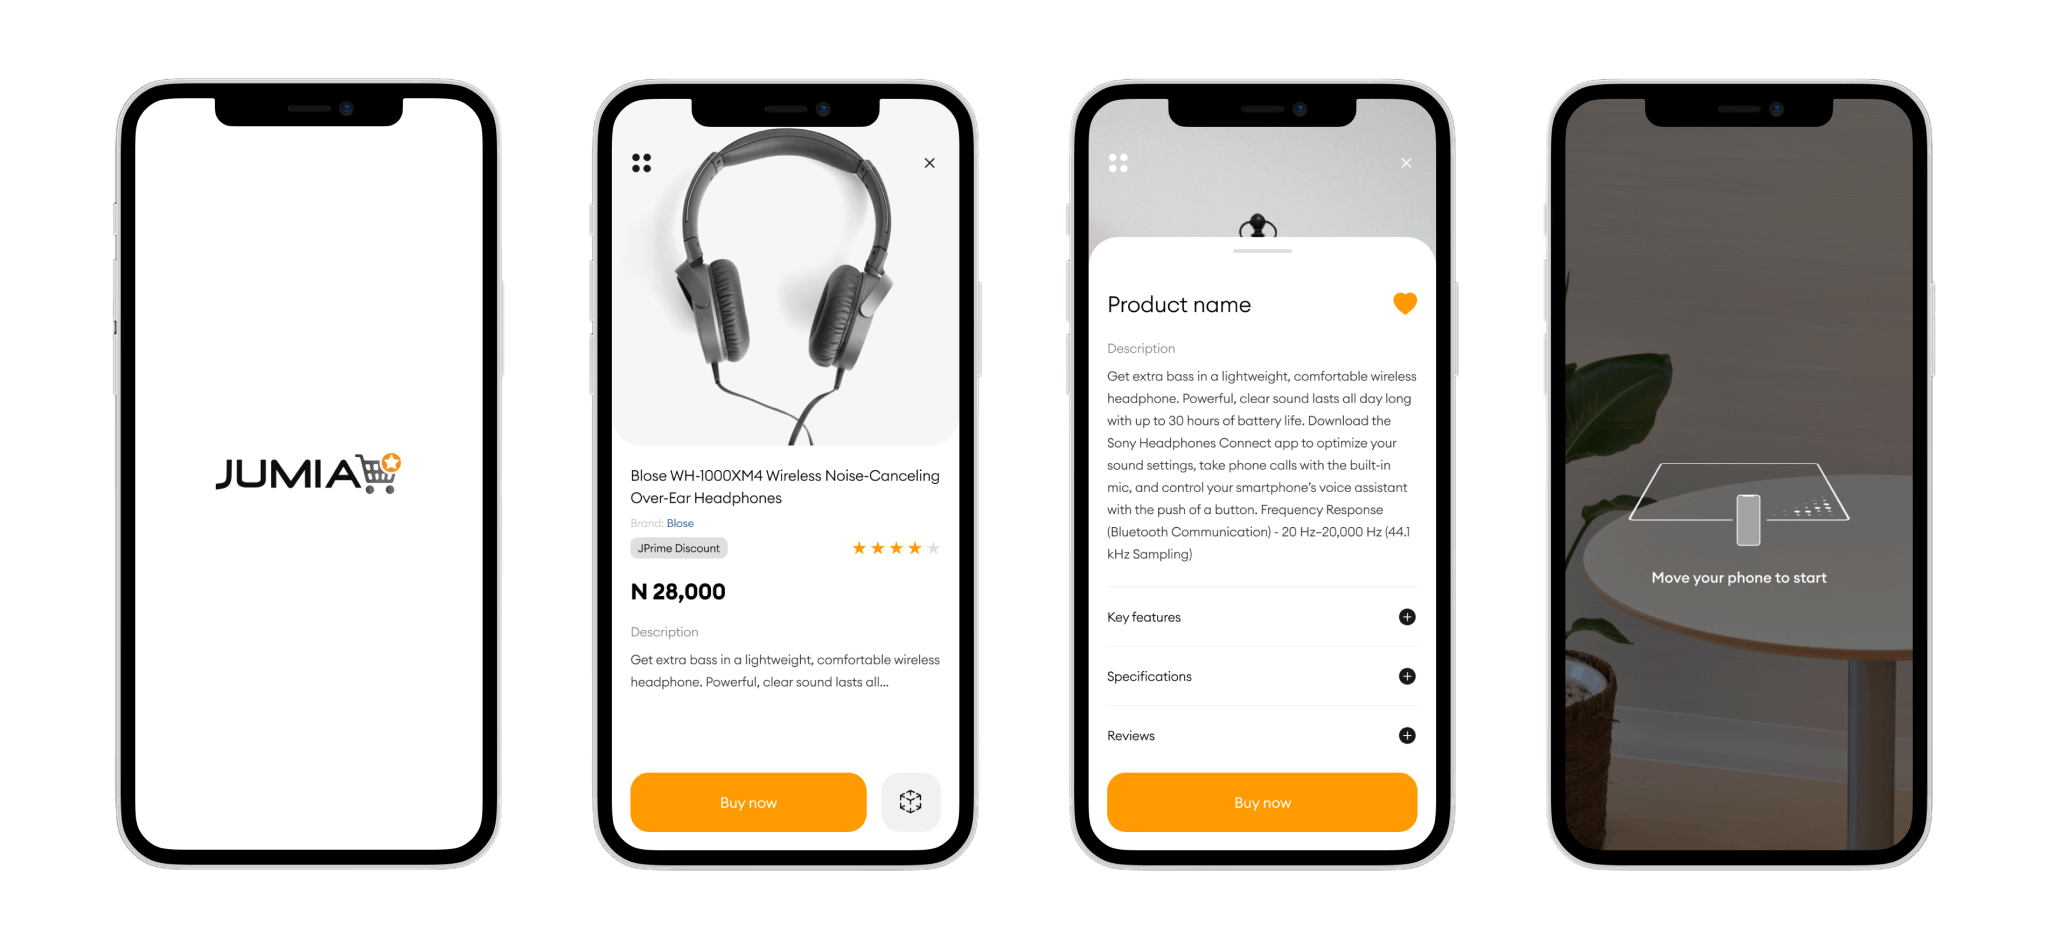 JUMIA
Blose WH-1000XM4 Wireless Noise-Canceling
Over-Ear Headphones
Brand: Blose
JPrime Discount
N 28,000
Description
Get extra bass in a lightweight, comfortable wireless
headphone. Powerful, clear sound lasts all...
Buy now
Product name
Description
Get extra bass in a lightweight, comfortable wireless
headphone. Powerful, clear sound lasts all day long
with up to 30 hours of battery life. Download the
Sony Headphones Connect app to optimize your
sound settings, take phone calls with the built-in
mic, and control your smartphone’s voice assistant
with the push of a button. Frequency Response
(Bluetooth Communication) - 20 Hz–20,000 Hz (44.1
kHz Sampling)
Key features
Specifications
Reviews
Buy now
Move your phone to start